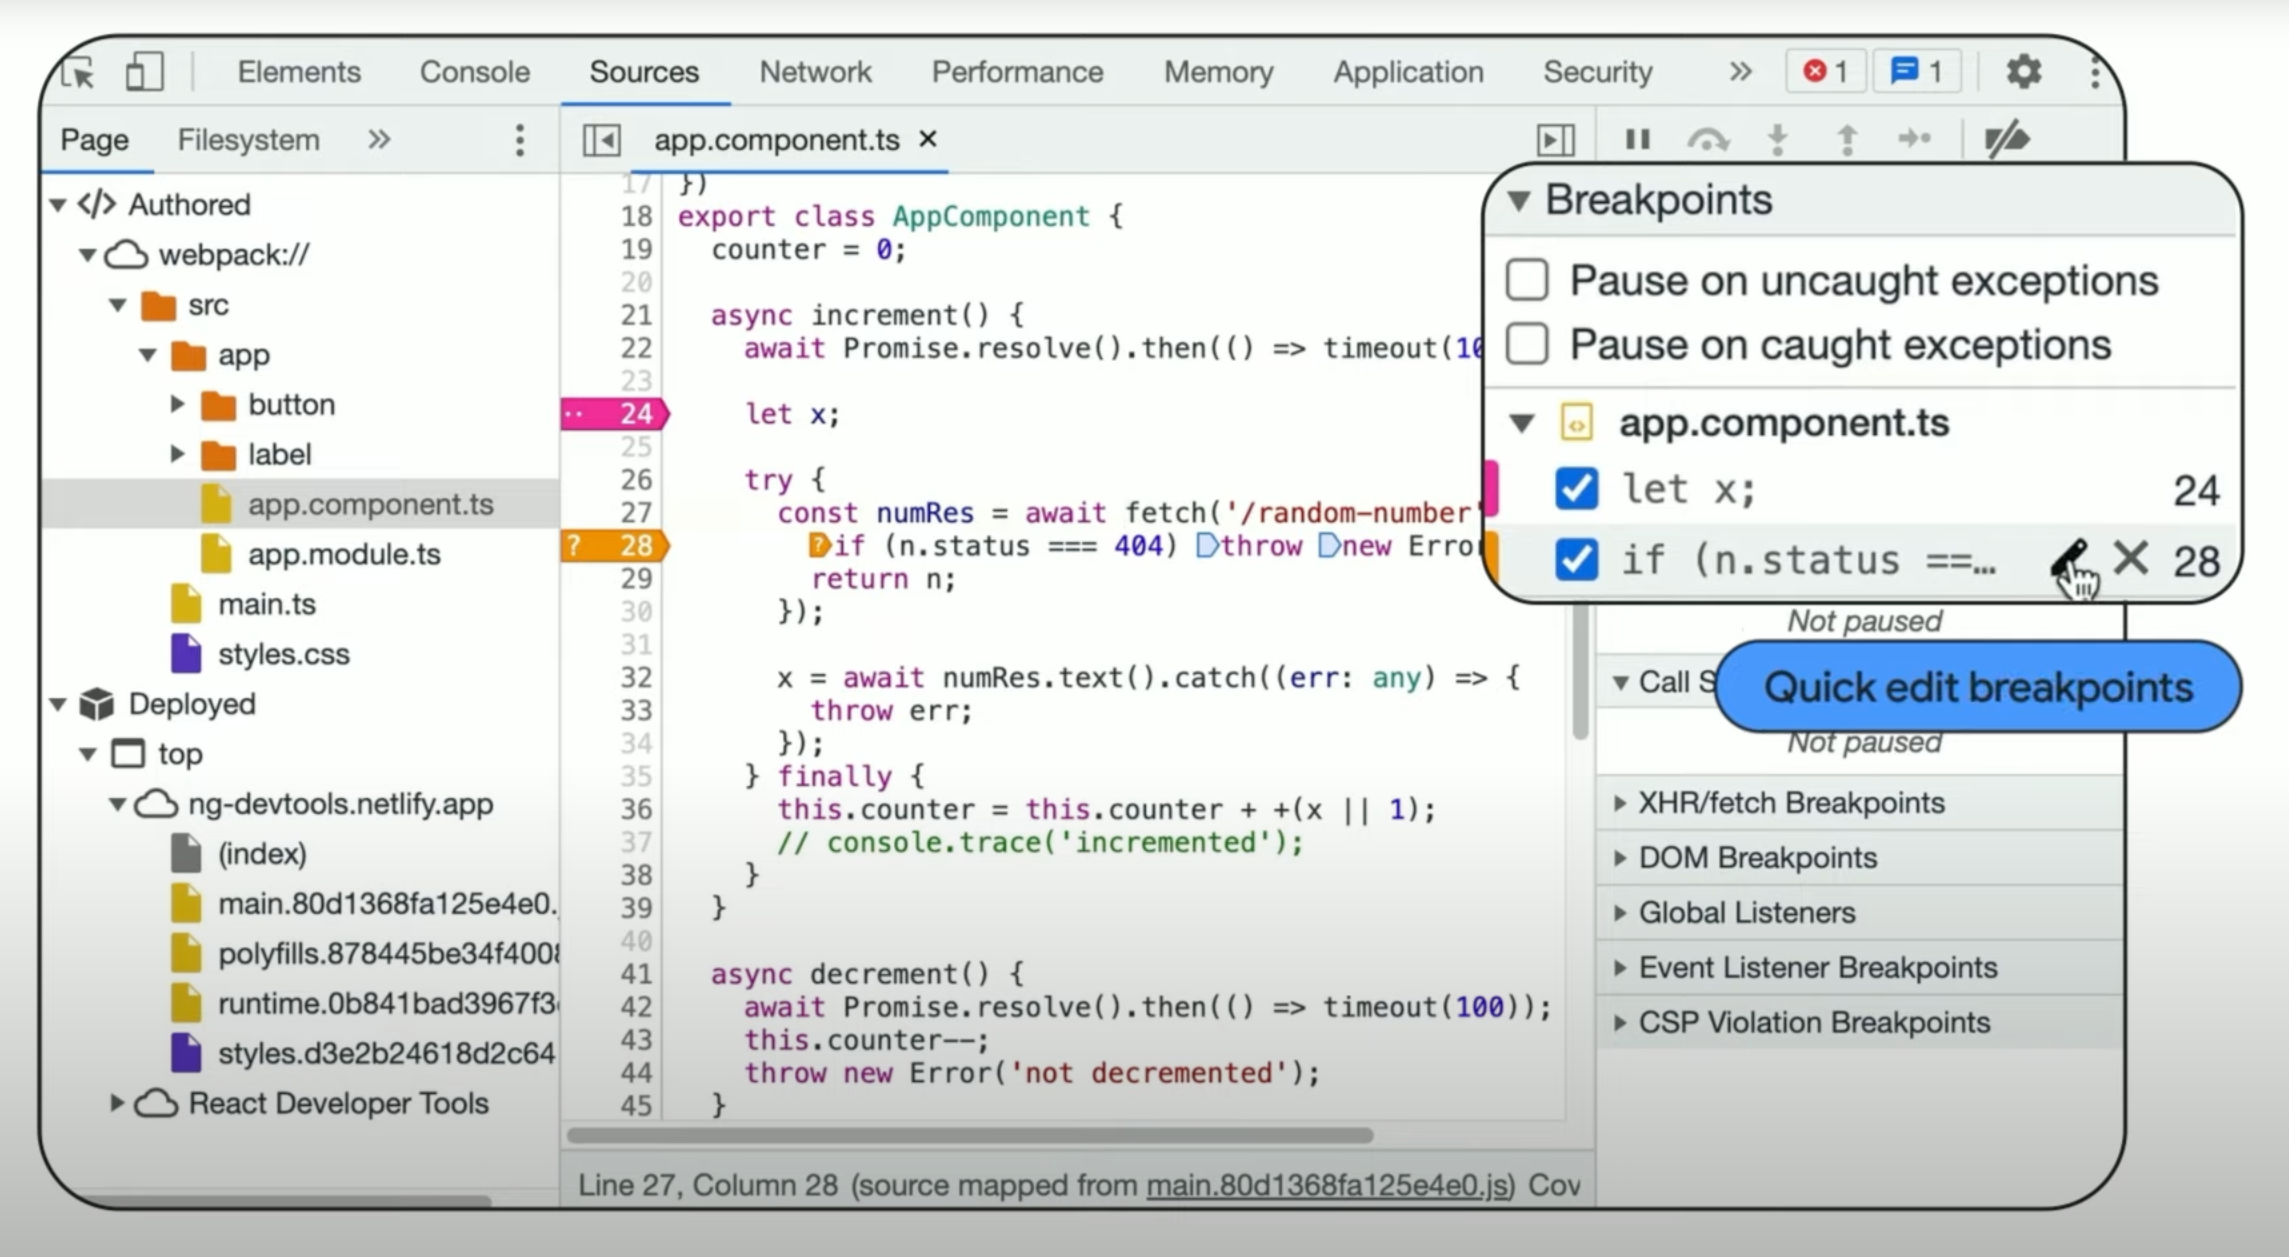 Elements Console Sources Network Performance Memory Application Security » 1 1
Page Filesystem »
app.component.ts ×
Authored
webpack://
src
app
button
label
app.component.ts
app.module.ts
main.ts
styles.css
Deployed
top
ng-devtools.netlify.app
(index)
main.80d1368fa125e4e0.
polyfills.878445be34f400
runtime.0b841bad3967f3
styles.d3e2b24618d2c64
React Developer Tools
17 })
18 export class AppComponent {
19 counter = 0;
20
21 async increment() {
22 await Promise.resolve().then(() => timeout(10
23
24 let x;
25
26 try {
27 const numRes = await fetch('/random-number'
? 28 ?if (n.status === 404) throw new Erro
29 return n;
30 });
31
32 x = await numRes.text().catch((err: any) => {
33 throw err;
34 });
35 } finally {
36 this.counter = this.counter + +(x || 1);
37 // console.trace('incremented');
38 }
39 }
40
41 async decrement() {
42 await Promise.resolve().then(() => timeout(100));
43 this.counter--;
44 throw new Error('not decremented');
45 }
Line 27, Column 28 (source mapped from main.80d1368fa125e4e0.js) Cov
Breakpoints
Pause on uncaught exceptions
Pause on caught exceptions
app.component.ts
let x; 24
if (n.status ==… 28
Not paused
Call S
Quick edit breakpoints
Not paused
XHR/fetch Breakpoints
DOM Breakpoints
Global Listeners
Event Listener Breakpoints
CSP Violation Breakpoints